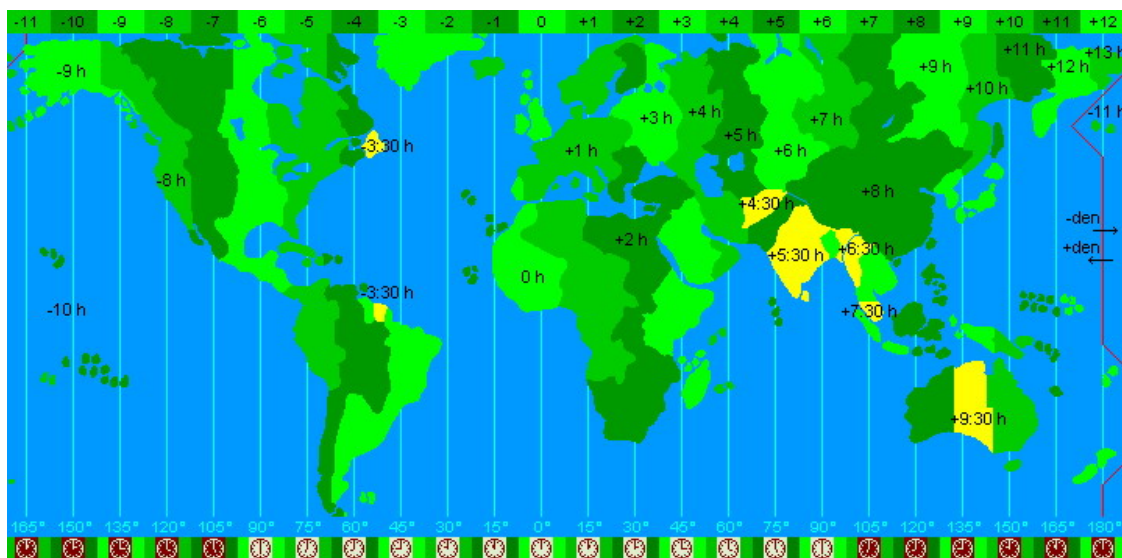 -11 -10 -9 -8 -7 -6 -5 -4 -3 -2 -1 0 +1 +2 +3 +4 +5 +6 +7 +8 +9 +10 +11 +12
+11 h +13 h
-9 h +9 h +12 h
+10 h
-11 h
+3 h +4 h +7 h
+5 h
-3:30 h +1 h +6 h
-8 h +8 h
+4:30 h
-den
+2 h +6:30 h +den
+5:30 h
0 h
-3:30 h
-10 h +7:30 h
+9:30 h
165° 150° 135° 120° 105° 90° 75° 60° 45° 30° 15° 0° 15° 30° 45° 60° 75° 90° 105° 120° 135° 150° 165° 180°